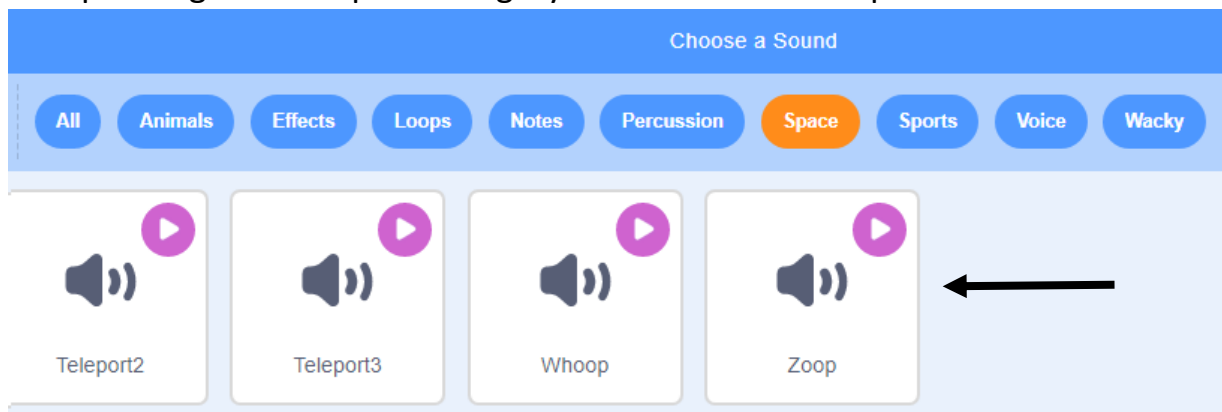 Choose a Sound
All Animals Effects Loops Notes Percussion Space Sports Voice Wacky
Teleport2 Teleport3 Whoop Zoop